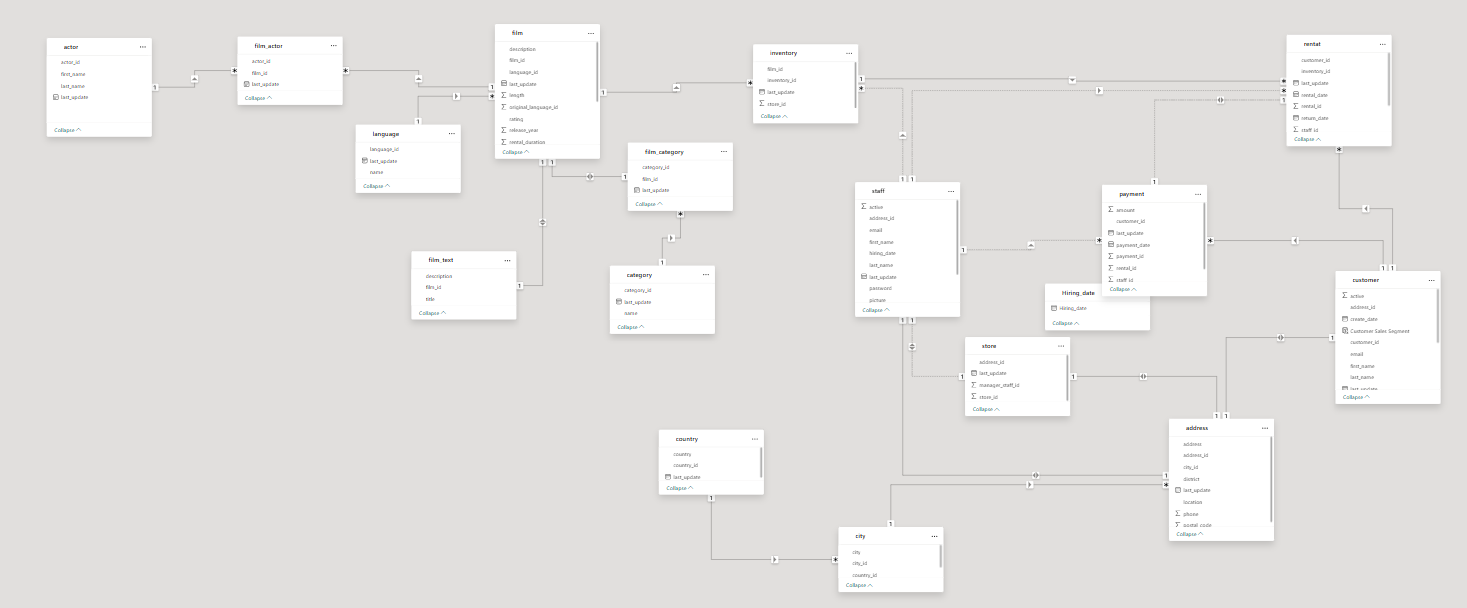 actor
actor_id
first_name
last_name
last_update
Collapse
film_actor
actor_id
film_id
last_update
Collapse
film
description
film_id
language_id
last_update
length
original_language_id
rating
release_year
rental_duration
Collapse
language
language_id
last_update
name
Collapse
film_category
category_id
film_id
last_update
Collapse
film_text
description
film_id
title
Collapse
category
category_id
last_update
name
Collapse
inventory
film_id
inventory_id
last_update
store_id
Collapse
rental
customer_id
inventory_id
last_update
rental_date
rental_id
return_date
staff_id
Collapse
staff
active
address_id
email
first_name
hiring_date
last_name
last_update
password
picture
Collapse
payment
amount
customer_id
last_update
payment_date
payment_id
rental_id
staff_id
Collapse
Hiring_date
Hiring_date
Collapse
customer
active
address_id
create_date
Customer Sales Segment
customer_id
email
first_name
last_name
last_update
Collapse
store
address_id
last_update
manager_staff_id
store_id
Collapse
address
address
address_id
city_id
district
last_update
location
phone
postal_code
Collapse
country
country
country_id
last_update
Collapse
city
city
city_id
country_id
Collapse